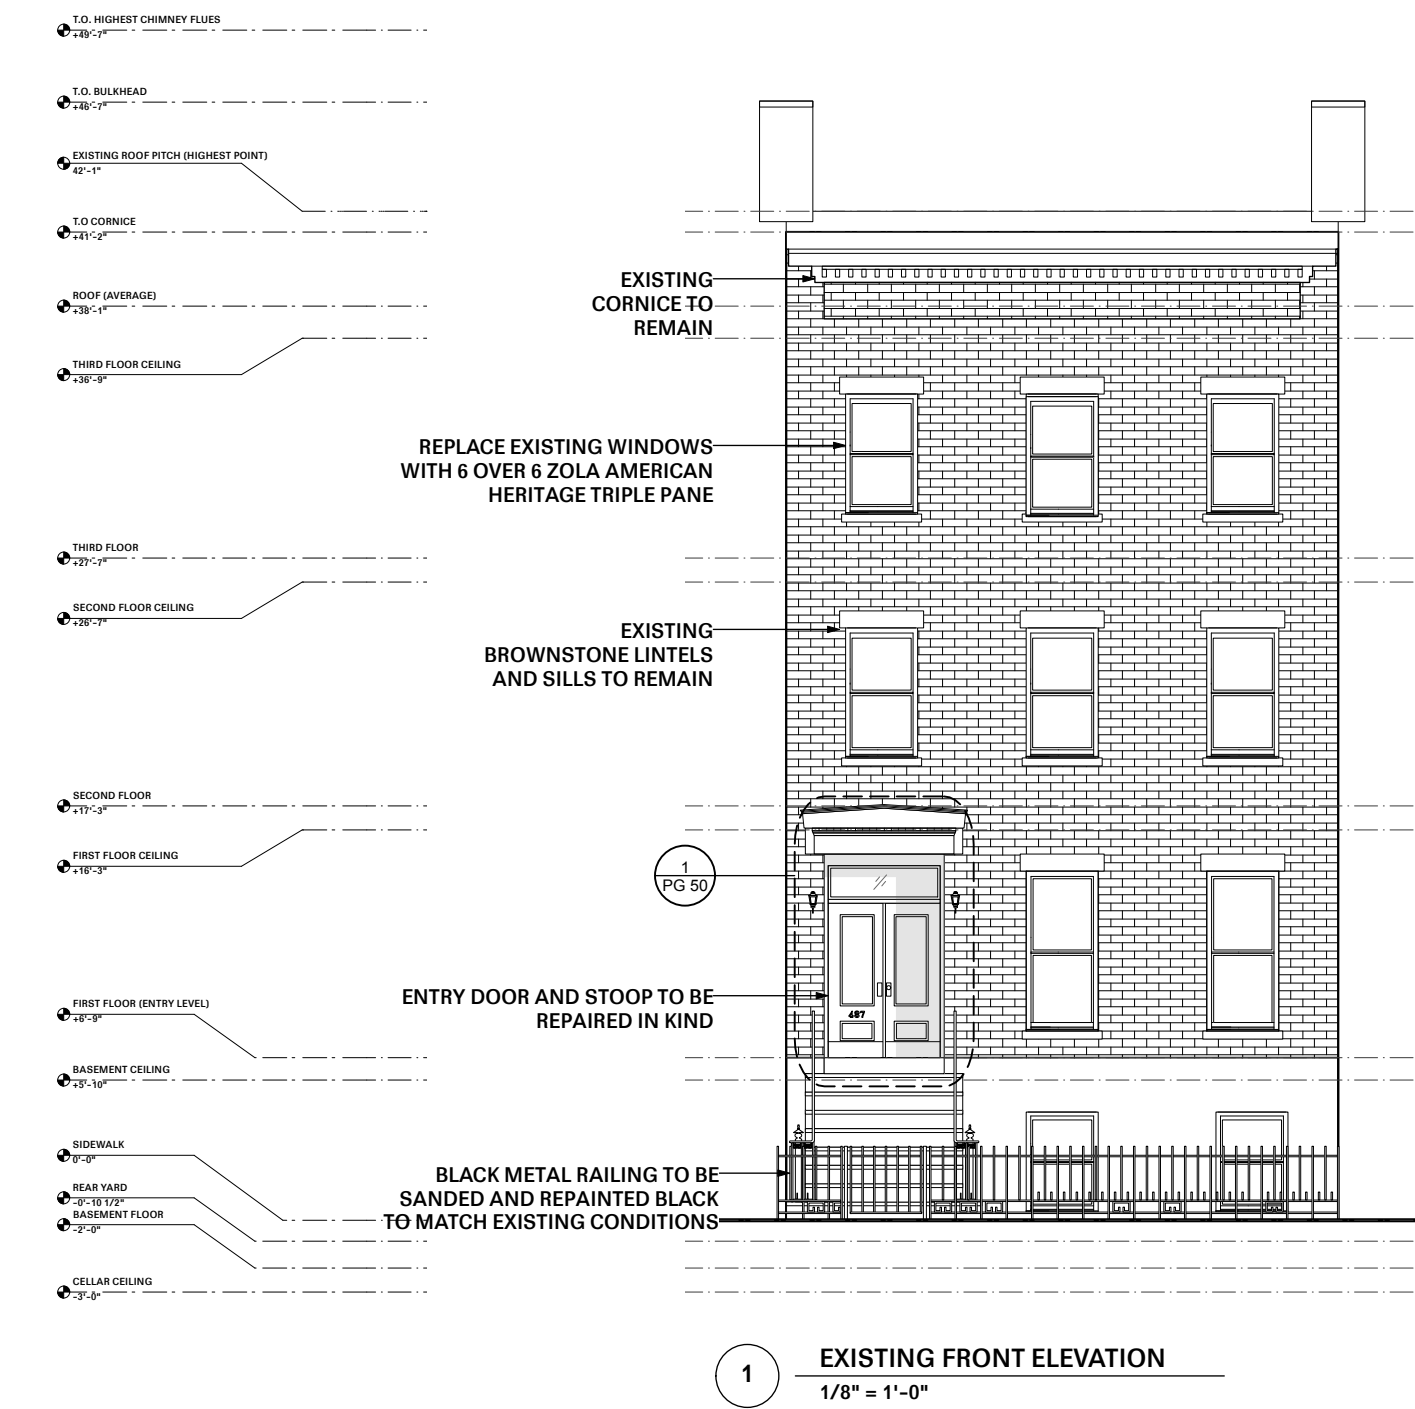 T.O. HIGHEST CHIMNEY FLUES
+49'-7"
T.O. BULKHEAD
+46'-7"
EXISTING ROOF PITCH (HIGHEST POINT)
42'-1"
T.O CORNICE
+41'-2"
ROOF (AVERAGE)
+38'-1"
THIRD FLOOR CEILING
+36'-9"
THIRD FLOOR
+27'-7"
SECOND FLOOR CEILING
+26'-7"
SECOND FLOOR
+17'-3"
FIRST FLOOR CEILING
+16'-3"
FIRST FLOOR (ENTRY LEVEL)
+6'-9"
BASEMENT CEILING
+5'-10"
SIDEWALK
0'-0"
REAR YARD
-0'-10 1/2"
BASEMENT FLOOR
-2'-0"
CELLAR CEILING
-3'-0"
EXISTING
CORNICE TO
REMAIN
REPLACE EXISTING WINDOWS
WITH 6 OVER 6 ZOLA AMERICAN
HERITAGE TRIPLE PANE
EXISTING
BROWNSTONE LINTELS
AND SILLS TO REMAIN
1
PG 50
ENTRY DOOR AND STOOP TO BE
REPAIRED IN KIND
487
BLACK METAL RAILING TO BE
SANDED AND REPAINTED BLACK
TO MATCH EXISTING CONDITIONS
1
EXISTING FRONT ELEVATION
1/8" = 1'-0"